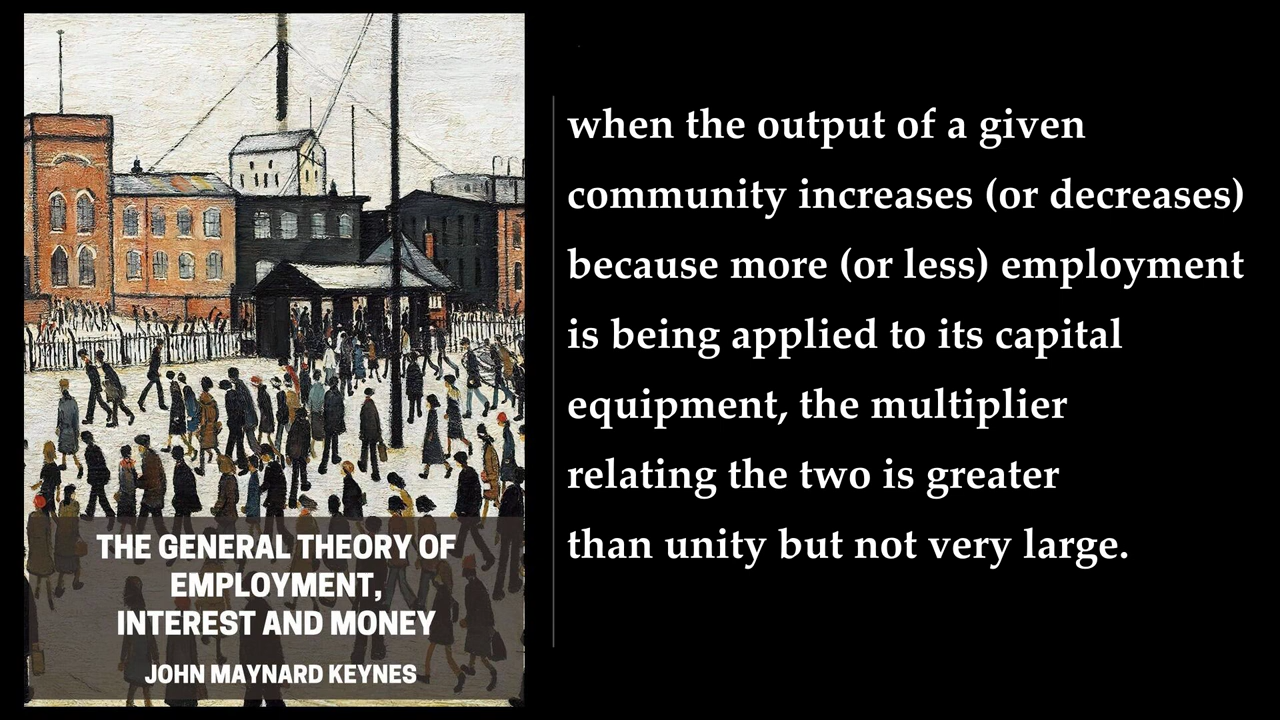 THE GENERAL THEORY OF
EMPLOYMENT,
INTEREST AND MONEY
JOHN MAYNARD KEYNES
when the output of a given
community increases (or decreases)
because more (or less) employment
is being applied to its capital
equipment, the multiplier
relating the two is greater
than unity but not very large.